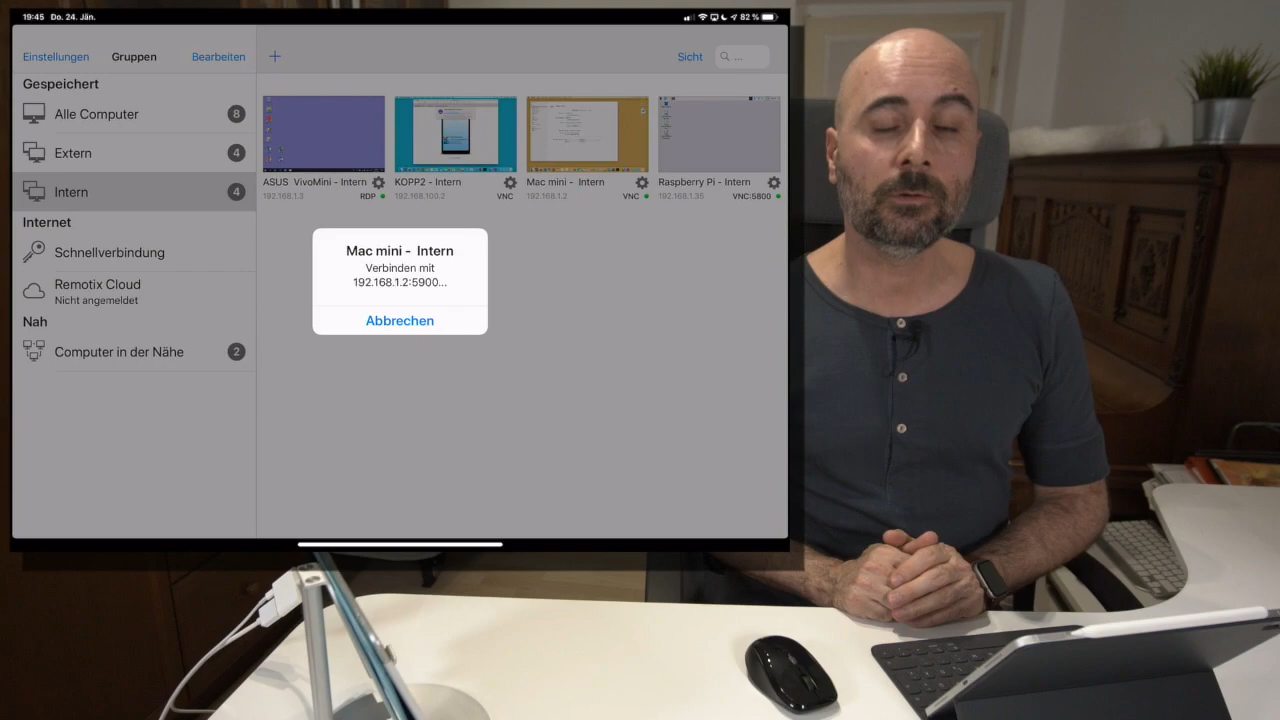 19:45 Do. 24. Jän.
82 %
Einstellungen Gruppen Bearbeiten
Sicht
...
Gespeichert
Alle Computer 8
Extern 4
Intern 4
Internet
Schnellverbindung
Remotix Cloud
Nicht angemeldet
Nah
Computer in der Nähe 2
ASUS VivoMini - Intern
192.168.1.3 RDP
KOPP2 - Intern
192.168.100.2 VNC
Mac mini - Intern
192.168.1.2 VNC
Raspberry Pi - Intern
192.168.1.35 VNC:5800
Mac mini - Intern
Verbinden mit
192.168.1.2:5900...
Abbrechen